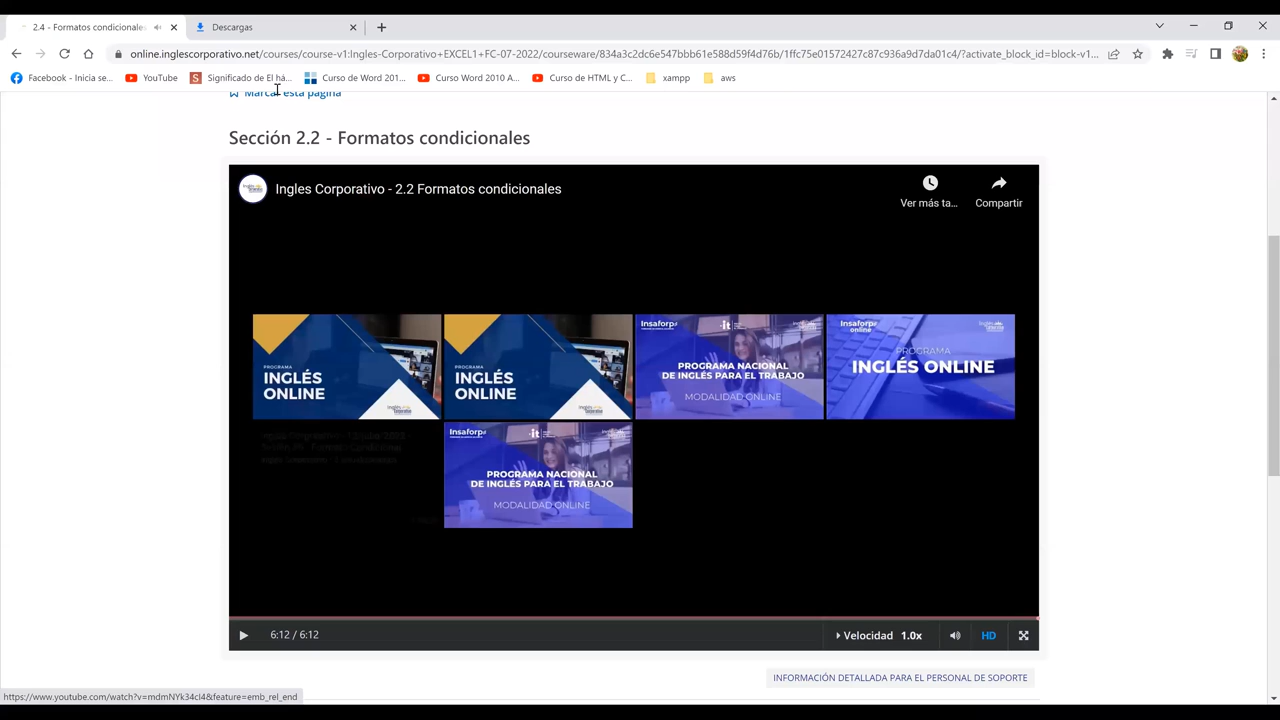 2.4 - Formatos condicionales
Descargas
online.inglescorporativo.net/courses/course-v1:Ingles-Corporativo+EXCEL1+FC-07-2022/courseware/834a3c2dc6e547bbb61e588d59f4d76b/1ffc75e01572427c87c936a9d7da01c4/?activate_block_id=block-v1...
Facebook - Inicia se... YouTube Significado de El ha... Curso de Word 201... Curso Word 2010 A... Curso de HTML y C... xampp aws
Marcar esta página
Sección 2.2 - Formatos condicionales
Ingles Corporativo - 2.2 Formatos condicionales
Ver más ta...
Compartir
PROGRAMA
INGLÉS
ONLINE
PROGRAMA
INGLÉS
ONLINE
Insaforp
PROGRAMA NACIONAL
DE INGLÉS PARA EL TRABAJO
MODALIDAD ONLINE
Insaforp
online
PROGRAMA
INGLÉS ONLINE
Insaforp
PROGRAMA NACIONAL
DE INGLÉS PARA EL TRABAJO
MODALIDAD ONLINE
6:12 / 6:12
Velocidad 1.0x
HD
INFORMACIÓN DETALLADA PARA EL PERSONAL DE SOPORTE
https://www.youtube.com/watch?v=mdmNYk34cI4&feature=emb_rel_end